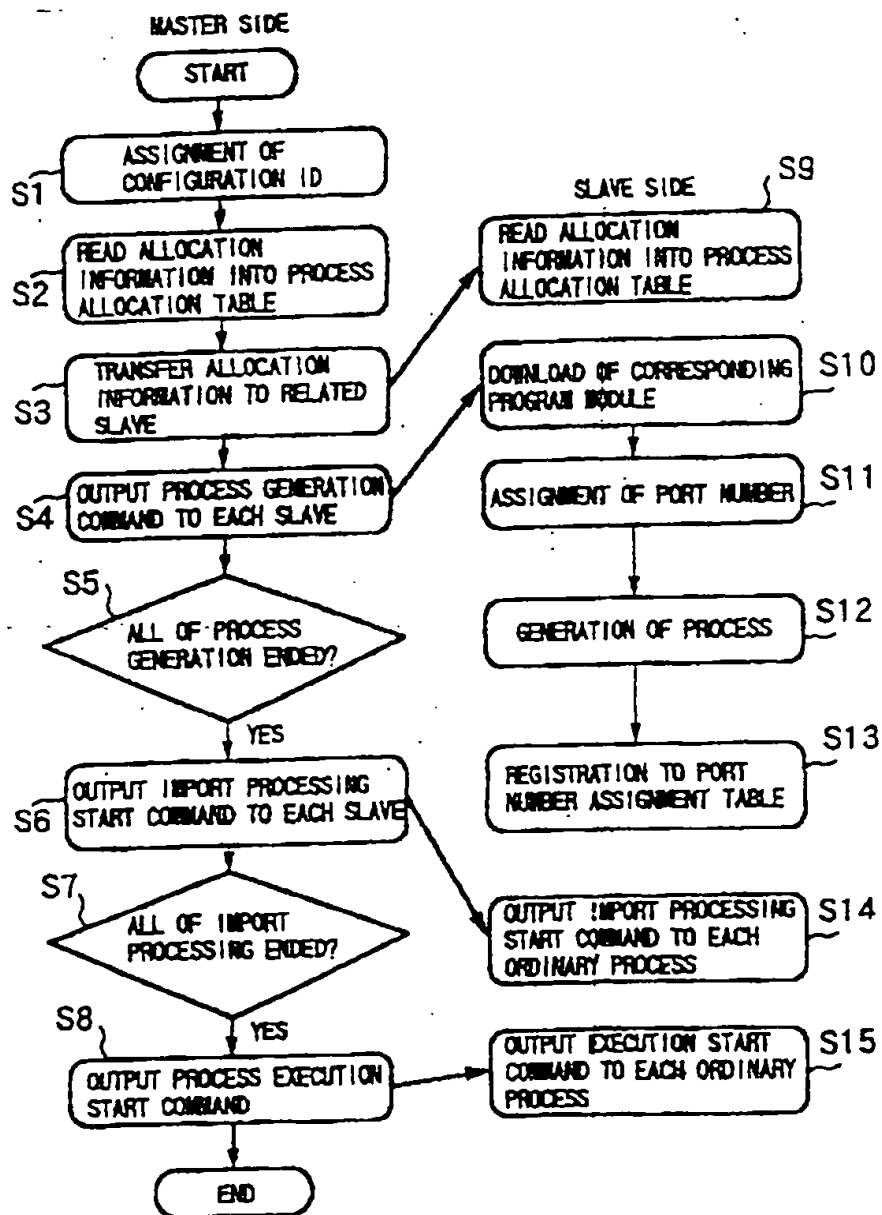 MASTER SIDE
START
S1
ASSIGNMENT OF
CONFIGURATION ID
S2
READ ALLOCATION
INFORMATION INTO PROCESS
ALLOCATION TABLE
S3
TRANSFER ALLOCATION
INFORMATION TO RELATED
SLAVE
S4
OUTPUT PROCESS GENERATION
COMMAND TO EACH SLAVE
S5
ALL OF PROCESS
GENERATION ENDED?
YES
S6
OUTPUT IMPORT PROCESSING
START COMMAND TO EACH SLAVE
S7
ALL OF IMPORT
PROCESSING ENDED?
YES
S8
OUTPUT PROCESS EXECUTION
START COMMAND
END
SLAVE SIDE
S9
READ ALLOCATION
INFORMATION INTO PROCESS
ALLOCATION TABLE
S10
DOWNLOAD OF CORRESPONDING
PROGRAM MODULE
S11
ASSIGNMENT OF PORT NUMBER
S12
GENERATION OF PROCESS
S13
REGISTRATION TO PORT
NUMBER ASSIGNMENT TABLE
S14
OUTPUT IMPORT PROCESSING
START COMMAND TO EACH
ORDINARY PROCESS
S15
OUTPUT EXECUTION START
COMMAND TO EACH ORDINARY
PROCESS